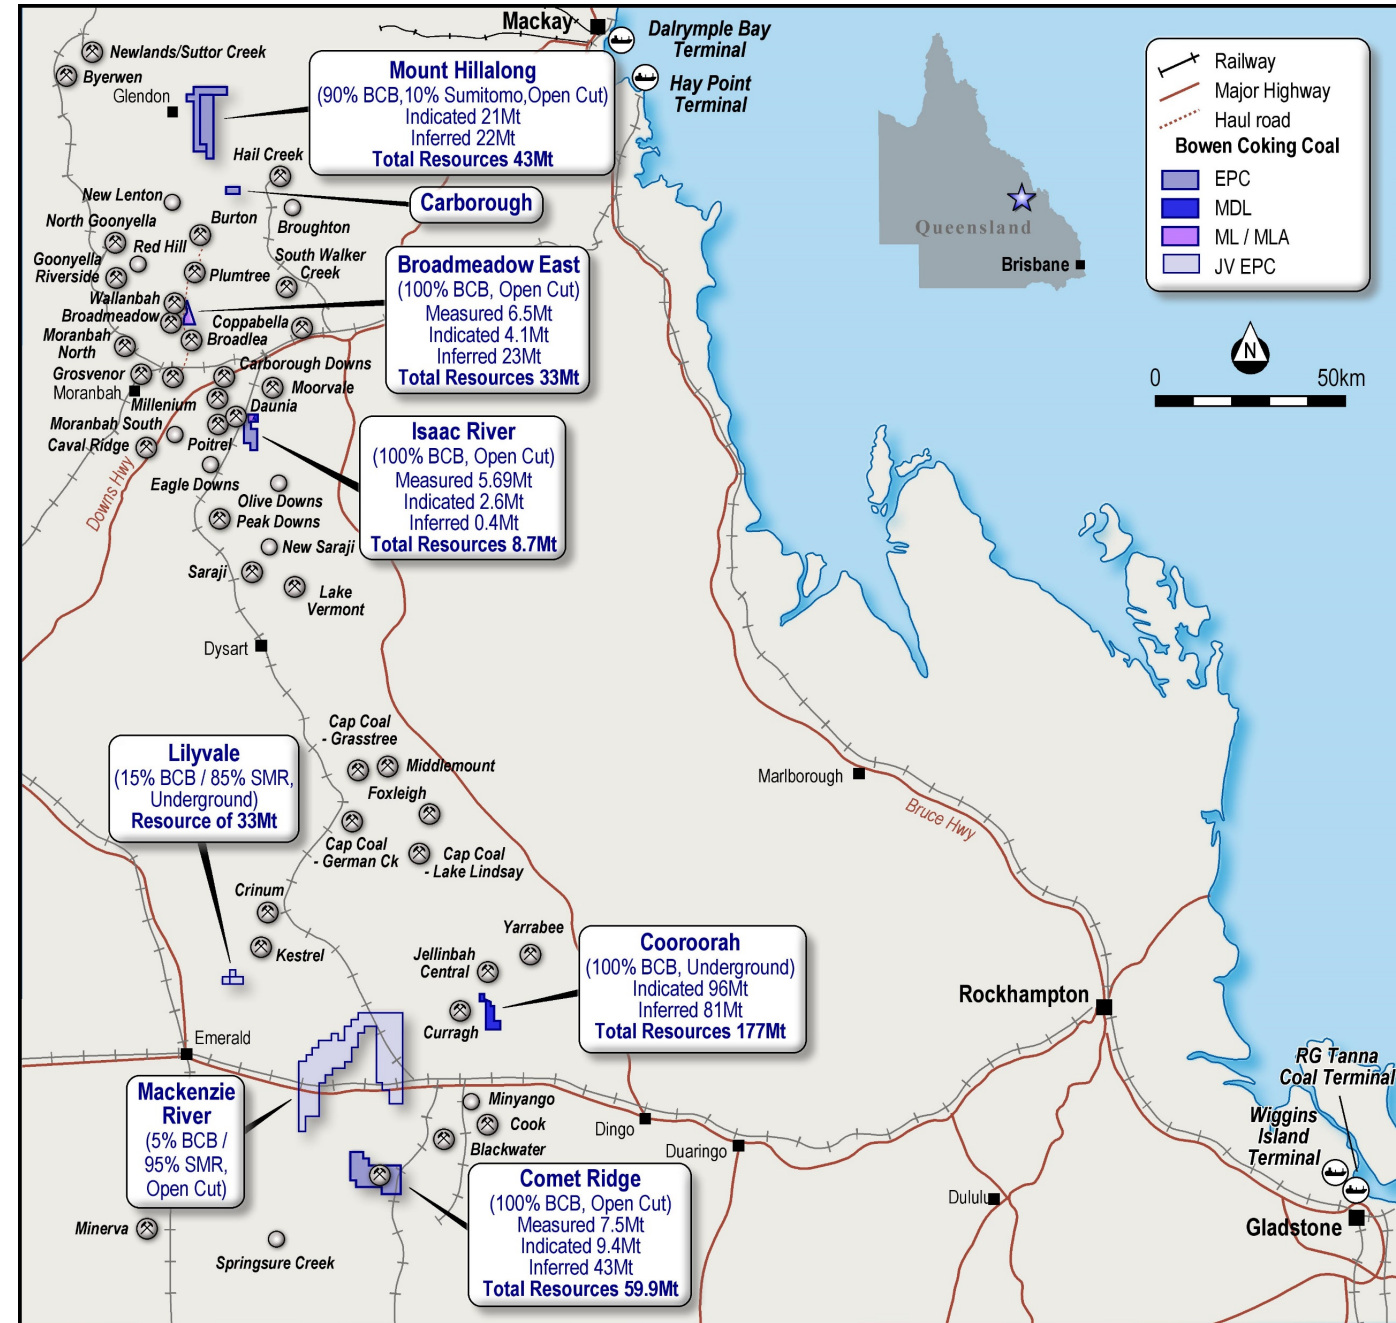 Mackay
Dalrymple Bay
Terminal
Hay Point
Terminal
Newlands/Suttor Creek
Byerwen
Glendon
Mount Hillalong
(90% BCB,10% Sumitomo,Open Cut)
Indicated 21Mt
Inferred 22Mt
Total Resources 43Mt
Railway
Major Highway
Haul road
Bowen Coking Coal
EPC
MDL
ML / MLA
JV EPC
Queensland
Brisbane
N
0
50km
Hail Creek
New Lenton
Carborough
North Goonyella
Burton
Broughton
Red Hill
Goonyella
Riverside
Plumtree
South Walker
Creek
Broadmeadow East
(100% BCB, Open Cut)
Measured 6.5Mt
Indicated 4.1Mt
Inferred 23Mt
Total Resources 33Mt
Wallanbah
Broadmeadow
Coppabella
Broadlea
Moranbah
North
Grosvenor
Moranbah
Carborough Downs
Moorvale
Millenium
Daunia
Moranbah South
Caval Ridge
Poitrel
Isaac River
(100% BCB, Open Cut)
Measured 5.69Mt
Indicated 2.6Mt
Inferred 0.4Mt
Total Resources 8.7Mt
Downs Hwy
Eagle Downs
Olive Downs
Peak Downs
New Saraji
Saraji
Lake
Vermont
Dysart
Cap Coal
- Grasstree
Middlemount
Foxleigh
Lilyvale
(15% BCB / 85% SMR,
Underground)
Resource of 33Mt
Marlborough
Bruce Hwy
Cap Coal
- German Ck
Cap Coal
- Lake Lindsay
Crinum
Kestrel
Yarrabee
Jellinbah
Central
Curragh
Cooroorah
(100% BCB, Underground)
Indicated 96Mt
Inferred 81Mt
Total Resources 177Mt
Rockhampton
Emerald
Mackenzie
River
(5% BCB /
95% SMR,
Open Cut)
Minyango
Cook
Blackwater
Dingo
Duaringo
RG Tanna
Coal Terminal
Wiggins
Island
Terminal
Comet Ridge
(100% BCB, Open Cut)
Measured 7.5Mt
Indicated 9.4Mt
Inferred 43Mt
Total Resources 59.9Mt
Dululu
Gladstone
Minerva
Springsure Creek